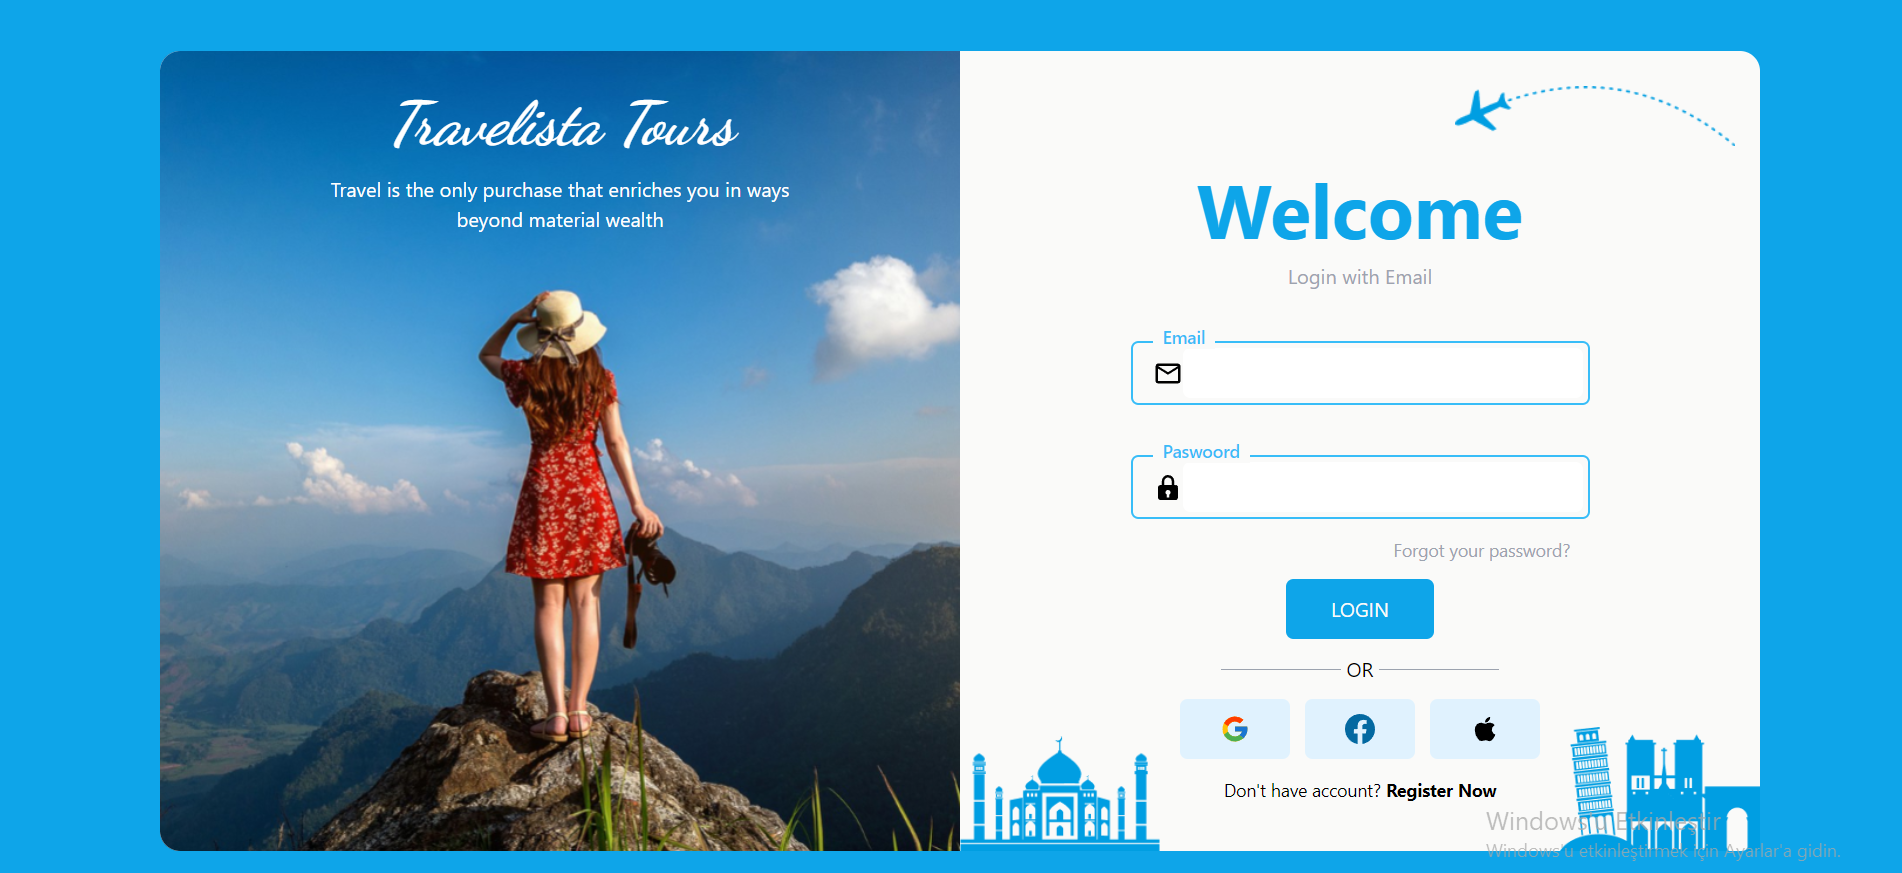 Travelista Tours
Travel is the only purchase that enriches you in ways
beyond material wealth
Welcome
Login with Email
Email
Paswoord
Forgot your password?
LOGIN
OR
Don't have account? Register Now
Windows'u Etkinleştir
Windows'u etkinleştirmek için Ayarlar'a gidin.